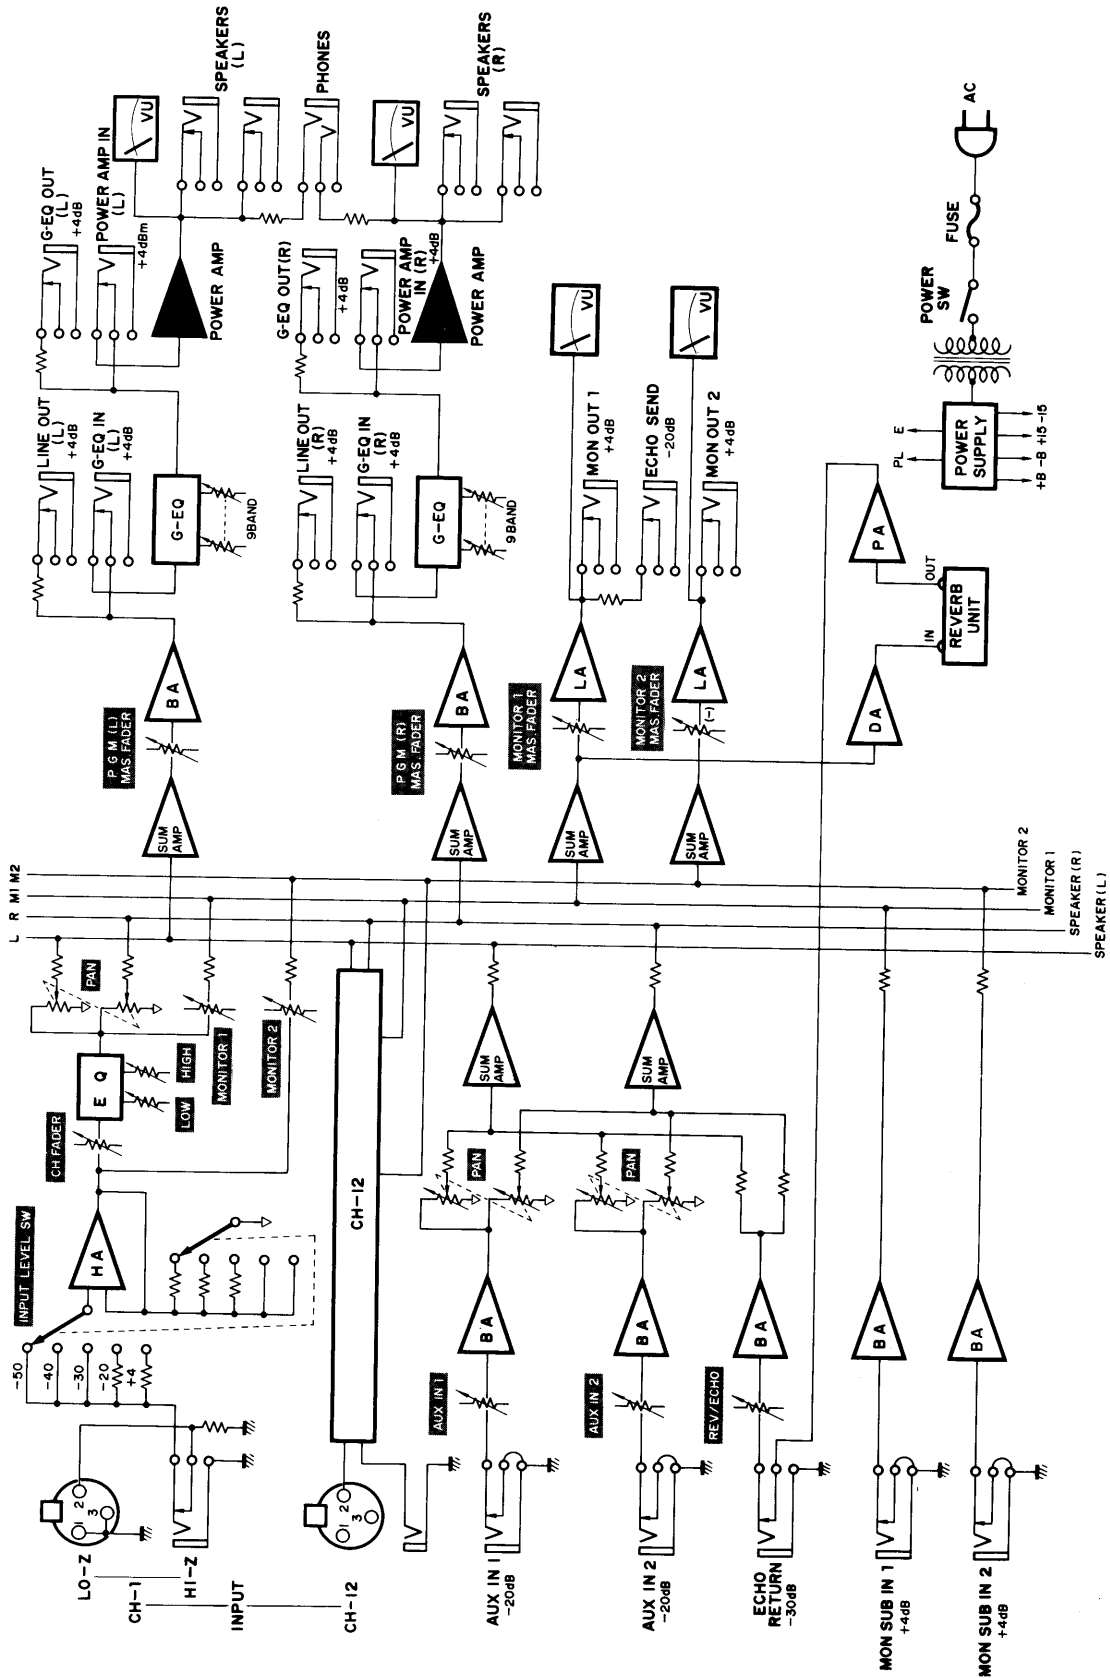 LO-Z
CH-1
HI-Z
INPUT
CH-12
1
2
3
1
2
3
INPUT LEVEL SW
-50
-40
-30
-20
+4
HA
CH FADER
EQ
LOW
HIGH
PAN
MONITOR 1
MONITOR 2
CH-12
L
R
M1
M2
SUM
AMP
P G M (L)
MAS. FADER
BA
LINE OUT
(L)
+4dB
G-EQ IN
(L)
+4dB
G-EQ
9BAND
G-EQ OUT
(L)
+4dB
POWER AMP IN
(L)
+4dBm
POWER AMP
VU
SPEAKERS
(L)
PHONES
SUM
AMP
P G M (R)
MAS. FADER
BA
LINE OUT
(R)
+4dB
G-EQ IN
(R)
+4dB
G-EQ
9BAND
G-EQ OUT(R)
+4dB
POWER AMP
IN (R)
+4dB
POWER AMP
VU
SPEAKERS
(R)
AUX IN 1
-20dB
AUX IN 1
BA
PAN
SUM
AMP
AUX IN 2
-20dB
AUX IN 2
BA
PAN
SUM
AMP
ECHO
RETURN
-30dB
REV/ECHO
BA
MON SUB IN 1
+4dB
BA
MON SUB IN 2
+4dB
BA
SUM
AMP
MONITOR 1
MAS. FADER
LA
MON OUT 1
+4dB
VU
ECHO SEND
-20dB
SUM
AMP
MONITOR 2
MAS. FADER
(-)
LA
MON OUT 2
+4dB
VU
DA
IN
REVERB
UNIT
OUT
PA
MONITOR 2
MONITOR 1
SPEAKER (R)
SPEAKER (L)
POWER
SUPPLY
PL
E
+B
-B
+15
-15
POWER
SW
FUSE
AC